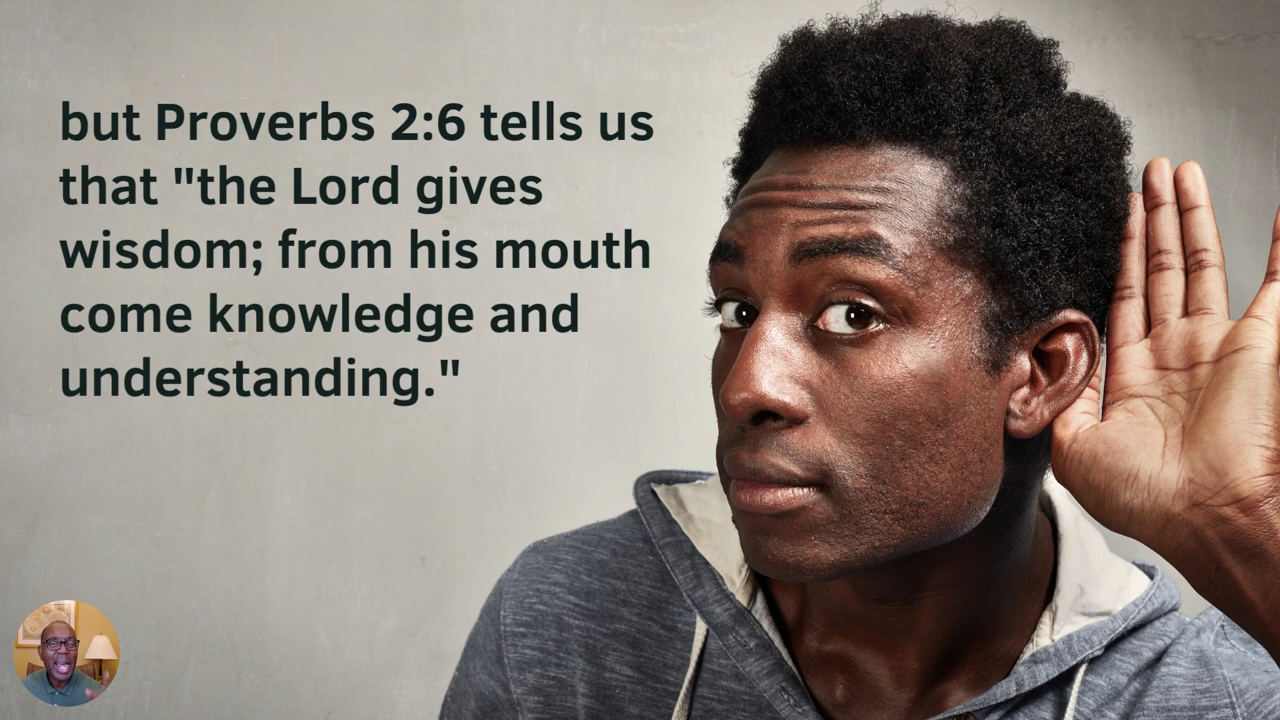 but Proverbs 2:6 tells us
that "the Lord gives
wisdom; from his mouth
come knowledge and
understanding."